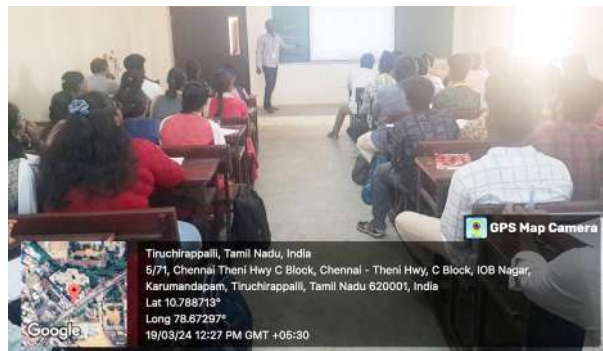 GPS Map Camera
Tiruchirappalli, Tamil Nadu, India
5/71, Chennai Theni Hwy C Block, Chennai - Theni Hwy, C Block, IOB Nagar,
Karumandapam, Tiruchirappalli, Tamil Nadu 620001, India
Lat 10.788713°
Long 78.67297°
19/03/24 12:27 PM GMT +05:30
Google